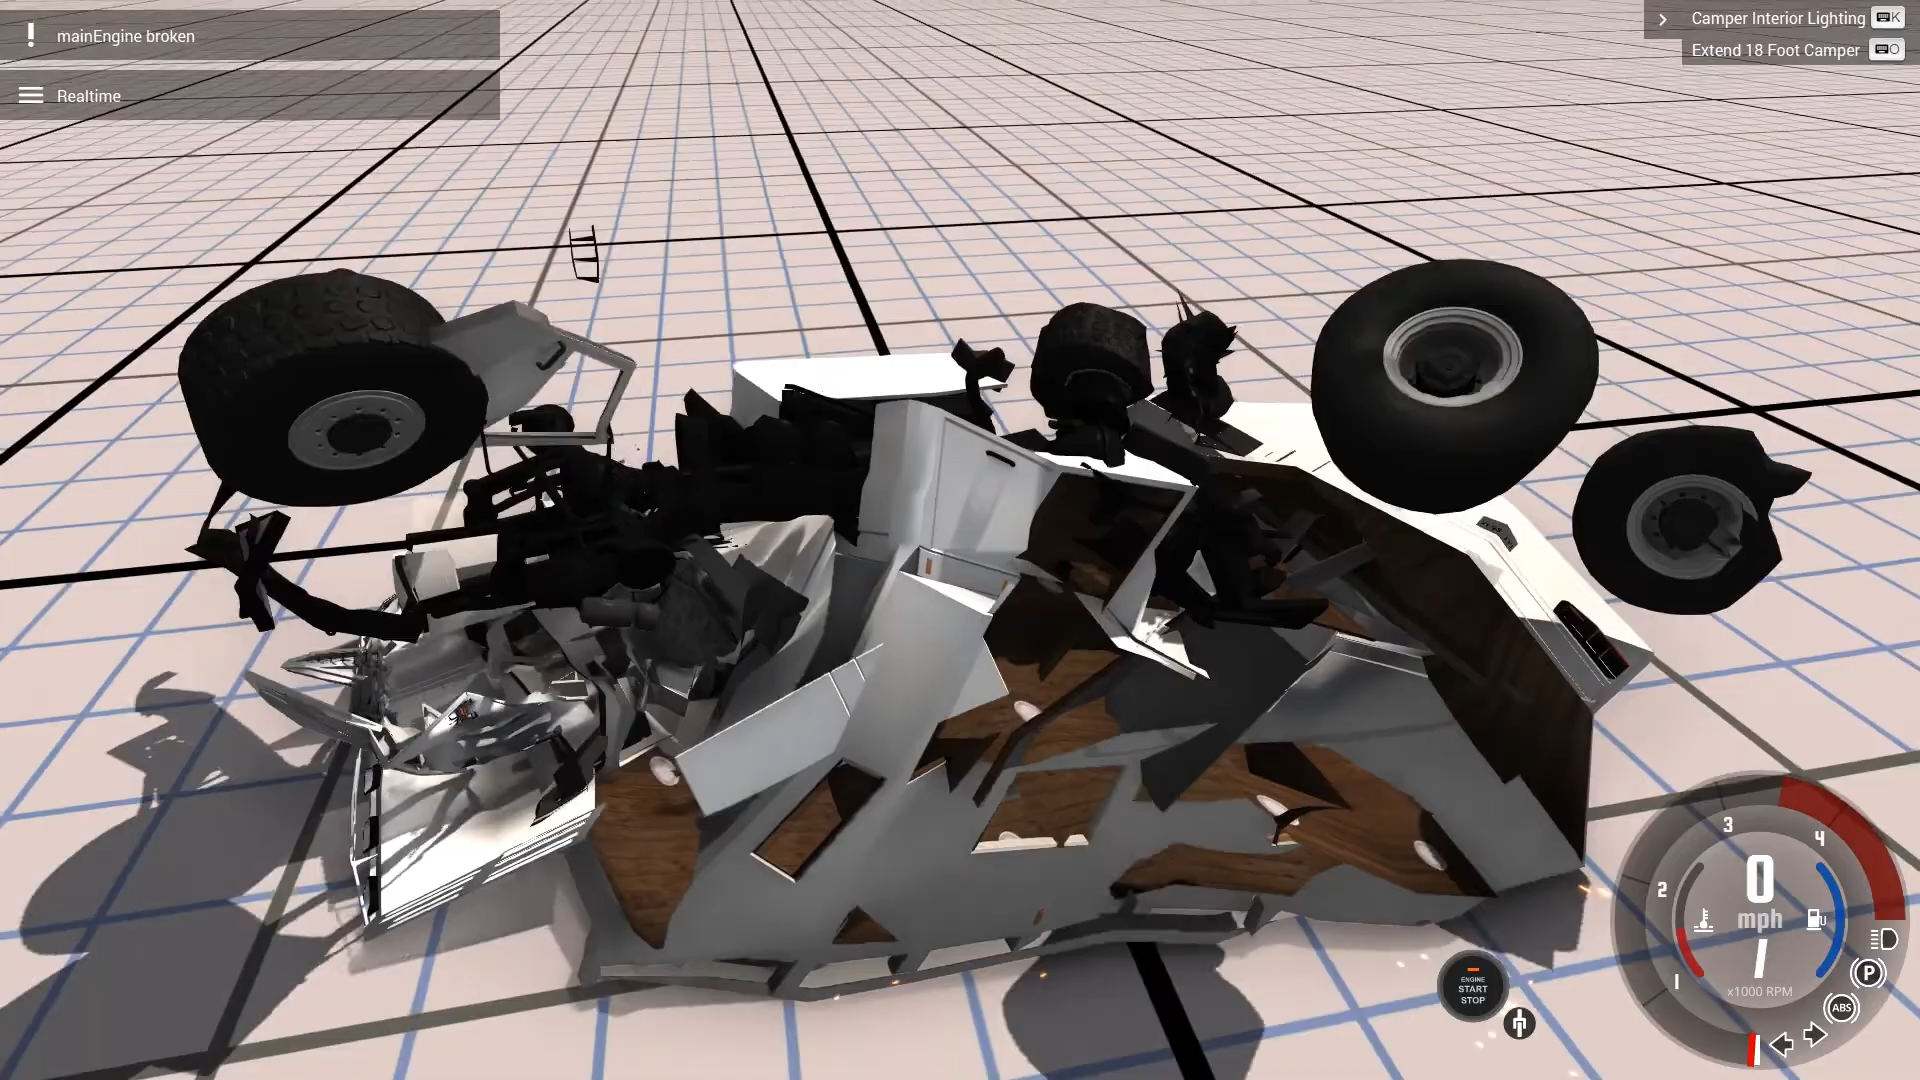 mainEngine broken
Realtime
Camper Interior Lighting K
Extend 18 Foot Camper O
1
2
3
4
0
mph
1
x1000 RPM
ENGINE
START
STOP
P
ABS